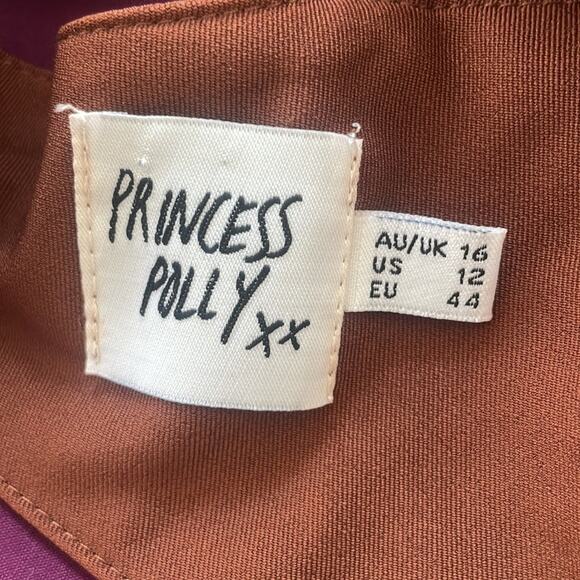 PRINCESS
POLLY xx
AU/UK 16
US 12
EU 44